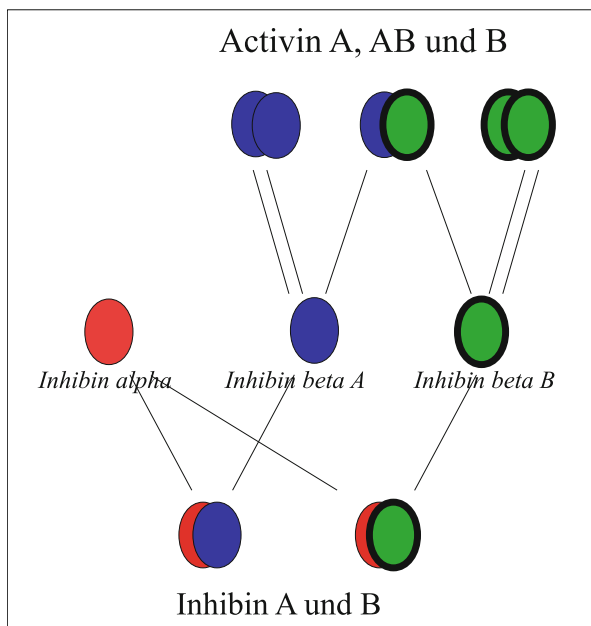 Activin A, AB und B
Inhibin alpha
Inhibin beta A
Inhibin beta B
Inhibin A und B